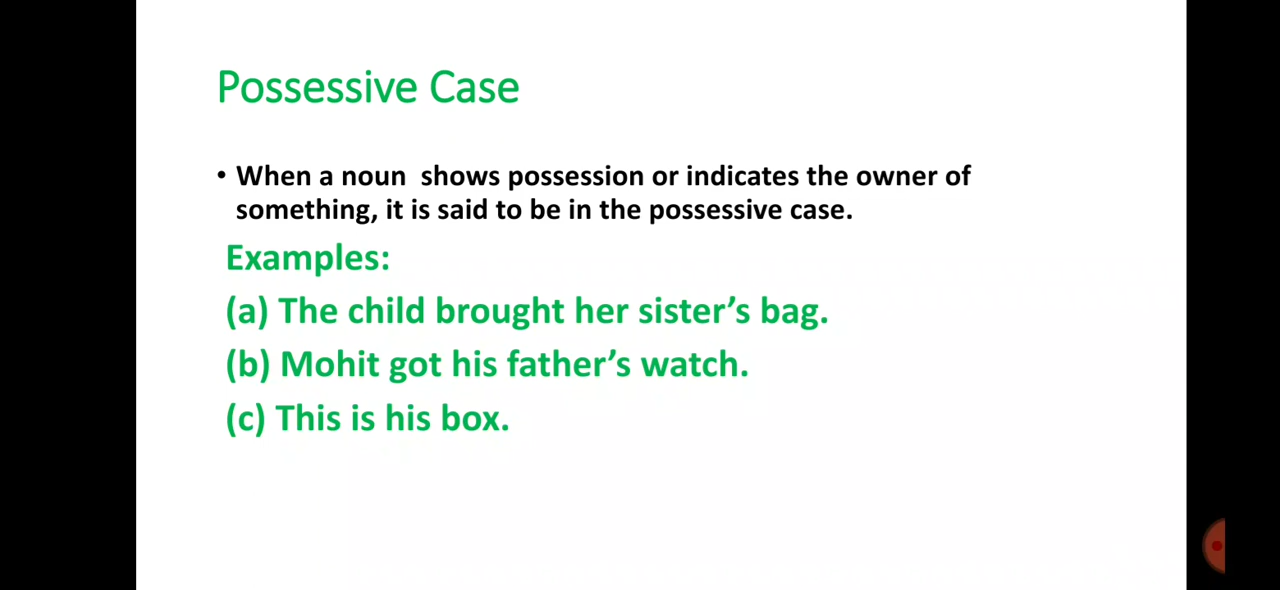 Possessive Case
• When a noun  shows possession or indicates the owner of
something, it is said to be in the possessive case.
Examples:
(a) The child brought her sister’s bag.
(b) Mohit got his father’s watch.
(c) This is his box.